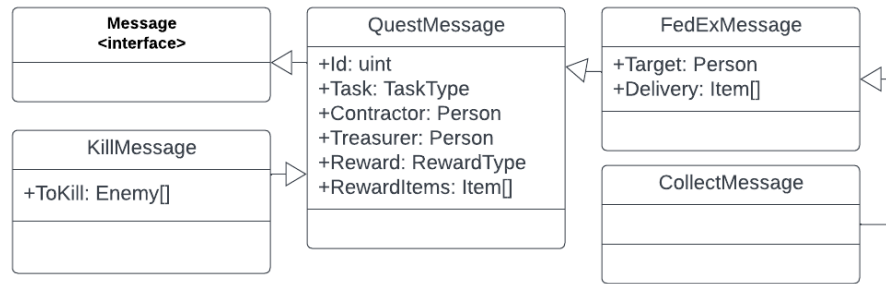 Message
<interface>
QuestMessage
+Id: uint
+Task: TaskType
+Contractor: Person
+Treasurer: Person
+Reward: RewardType
+RewardItems: Item[]
FedExMessage
+Target: Person
+Delivery: Item[]
KillMessage
+ToKill: Enemy[]
CollectMessage